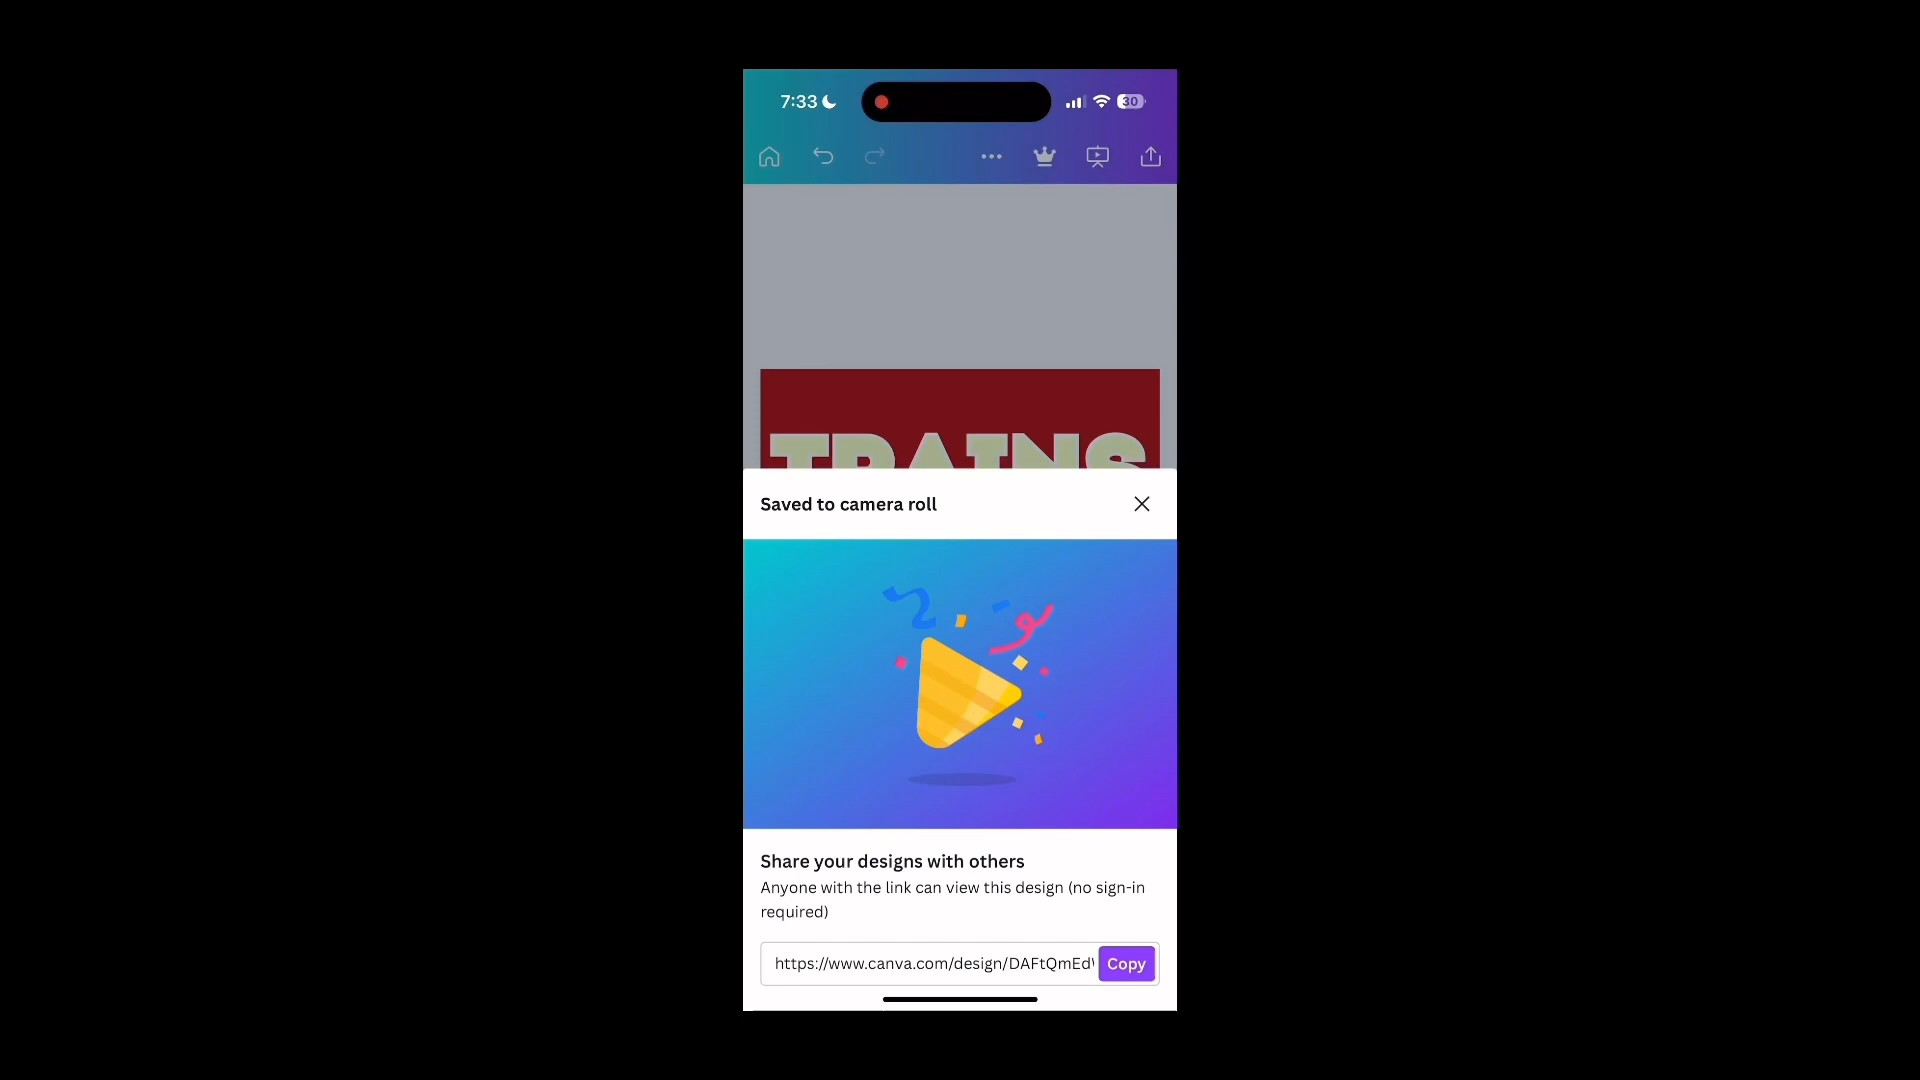 7:33
30
TRAINS
Saved to camera roll
Share your designs with others
Anyone with the link can view this design (no sign-in
required)
https://www.canva.com/design/DAFtQmEd
Copy